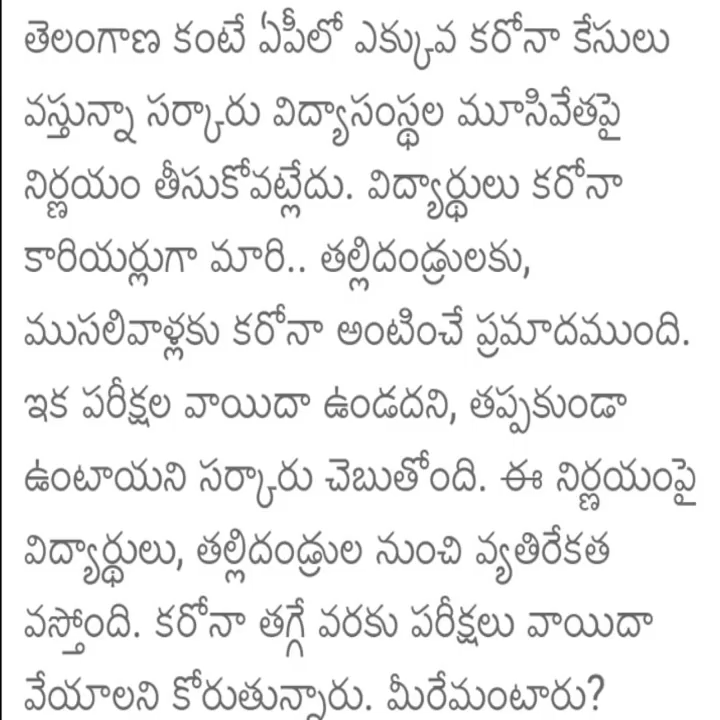 తెలంగాణ కంటే ఏపీలో ఎక్కువ కరోనా కేసులు
వస్తున్నా సర్కారు విద్యాసంస్థల మూసివేతపై
నిర్ణయం తీసుకోవట్లేదు. విద్యార్థులు కరోనా
కారియర్లుగా మారి.. తల్లిదండ్రులకు,
ముసలివాళ్లకు కరోనా అంటించే ప్రమాదముంది.
ఇక పరీక్షల వాయిదా ఉండదని, తప్పకుండా
ఉంటాయని సర్కారు చెబుతోంది. ఈ నిర్ణయంపై
విద్యార్థులు, తల్లిదండ్రుల నుంచి వ్యతిరేకత
వస్తోంది. కరోనా తగ్గే వరకు పరీక్షలు వాయిదా
వేయాలని కోరుతున్నారు. మీరేమంటారు?